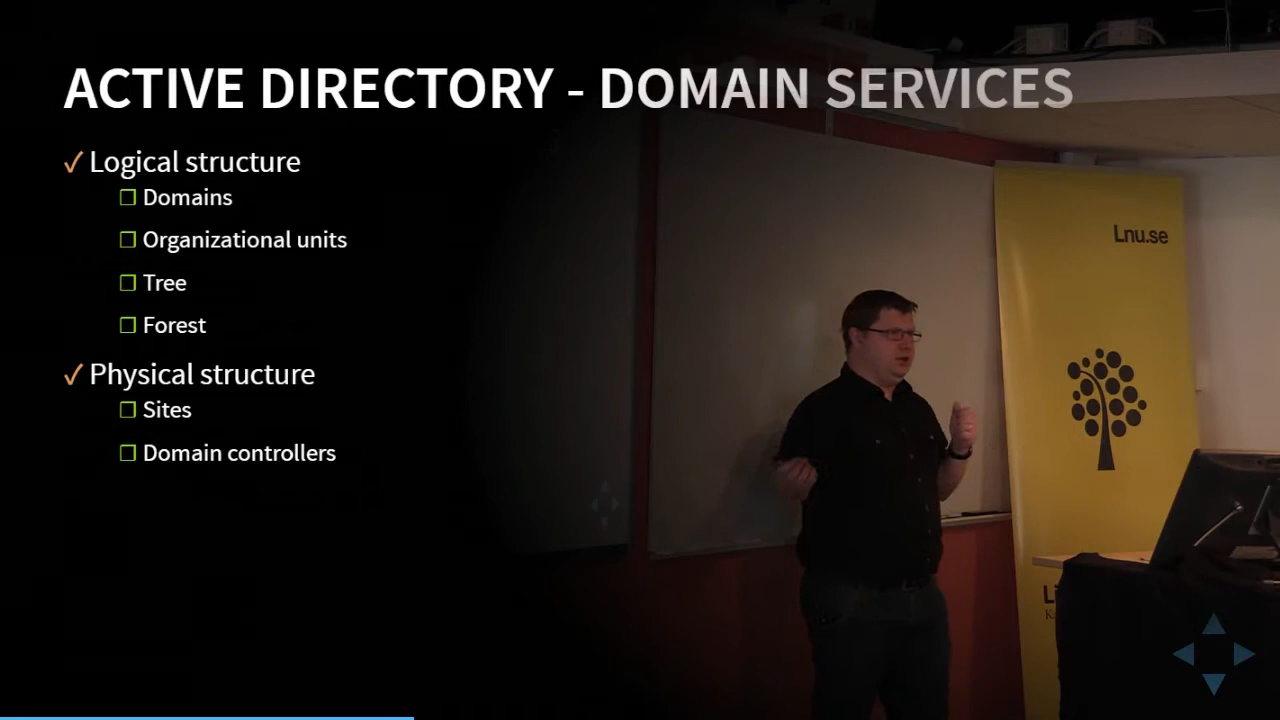 ACTIVE DIRECTORY - DOMAIN SERVICES
Logical structure
Domains
Organizational units
Tree
Forest
Physical structure
Sites
Domain controllers
Lnu.se